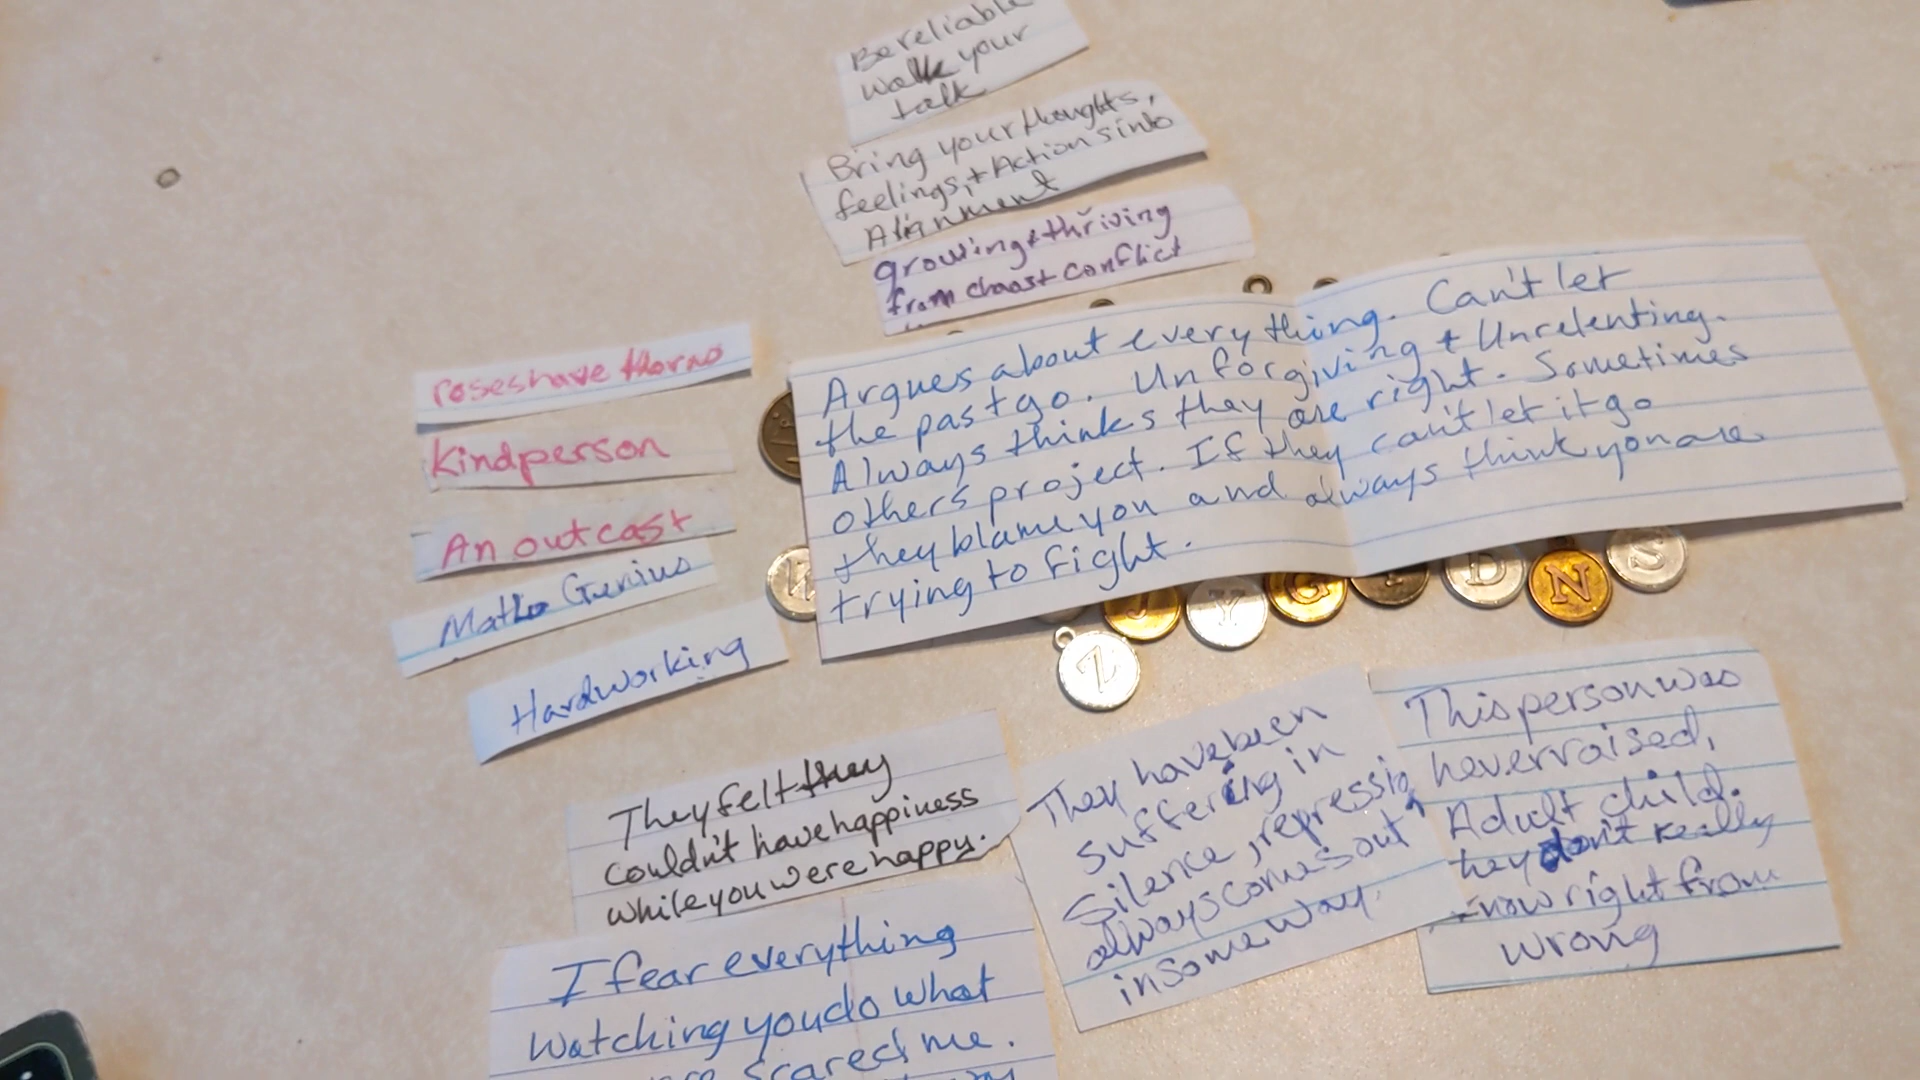 Be reliable
walk your
talk
Bring your thoughts,
feelings, + Actions into
Alignment
growing + thriving
from chaos + conflict
roses have thorns
Kind person
An outcast
Math Genius
Hardworking
Argues about everything. Can't let
the past go. Unforgiving + Unrelenting.
Always thinks they are right. Sometimes
others project. If they can't let it go
they blame you and always think you are
trying to fight.
J
Y
G
D
N
S
Z
They felt they
couldn't have happiness
while you were happy.
They have been
suffering in
silence, repression
always comes out
in some way.
This person was
never raised,
Adult child.
they don't really
know right from
wrong
I fear everything
watching you do what
scared me.